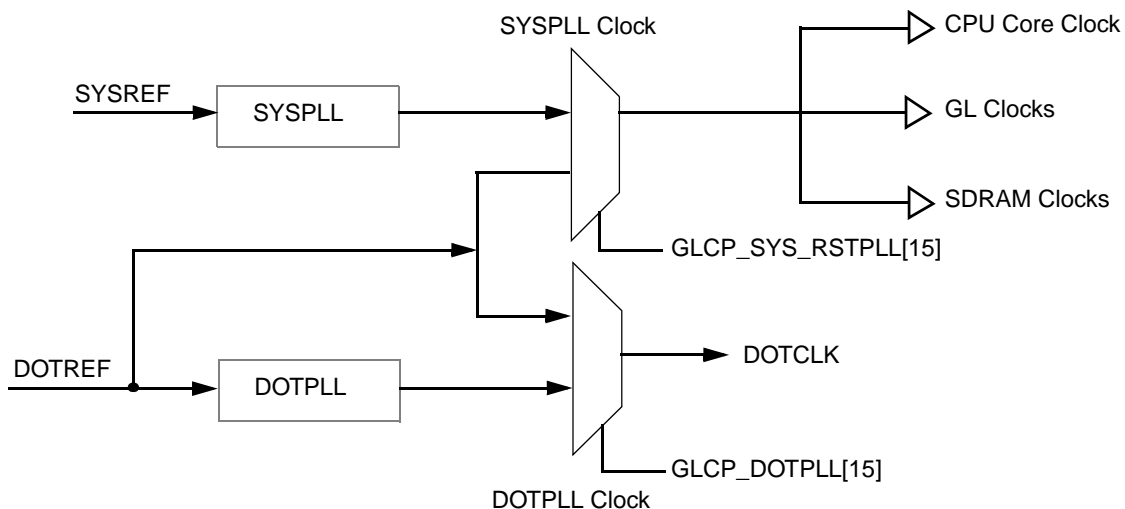 SYSPLL Clock
CPU Core Clock
SYSREF
SYSPLL
GL Clocks
SDRAM Clocks
GLCP_SYS_RSTPLL[15]
DOTREF
DOTPLL
DOTCLK
GLCP_DOTPLL[15]
DOTPLL Clock